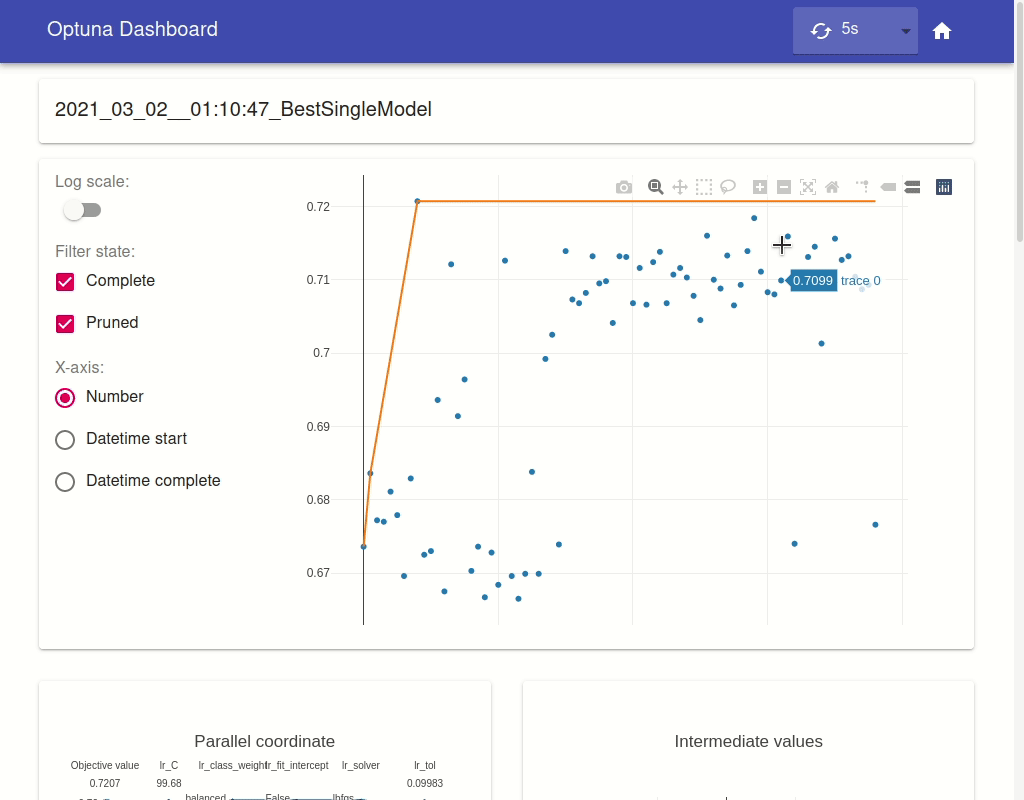 Optuna Dashboard
5s
2021_03_02__01:10:47_BestSingleModel
Log scale:
Filter state:
Complete
Pruned
X-axis:
Number
Datetime start
Datetime complete
0.72
0.71
0.7
0.69
0.68
0.67
0.7099 trace 0
Parallel coordinate
Objective value lr_C lr_class_weight lr_fit_intercept lr_solver lr_tol
0.7207 99.68 0.09983
balanced False lbfgs
Intermediate values